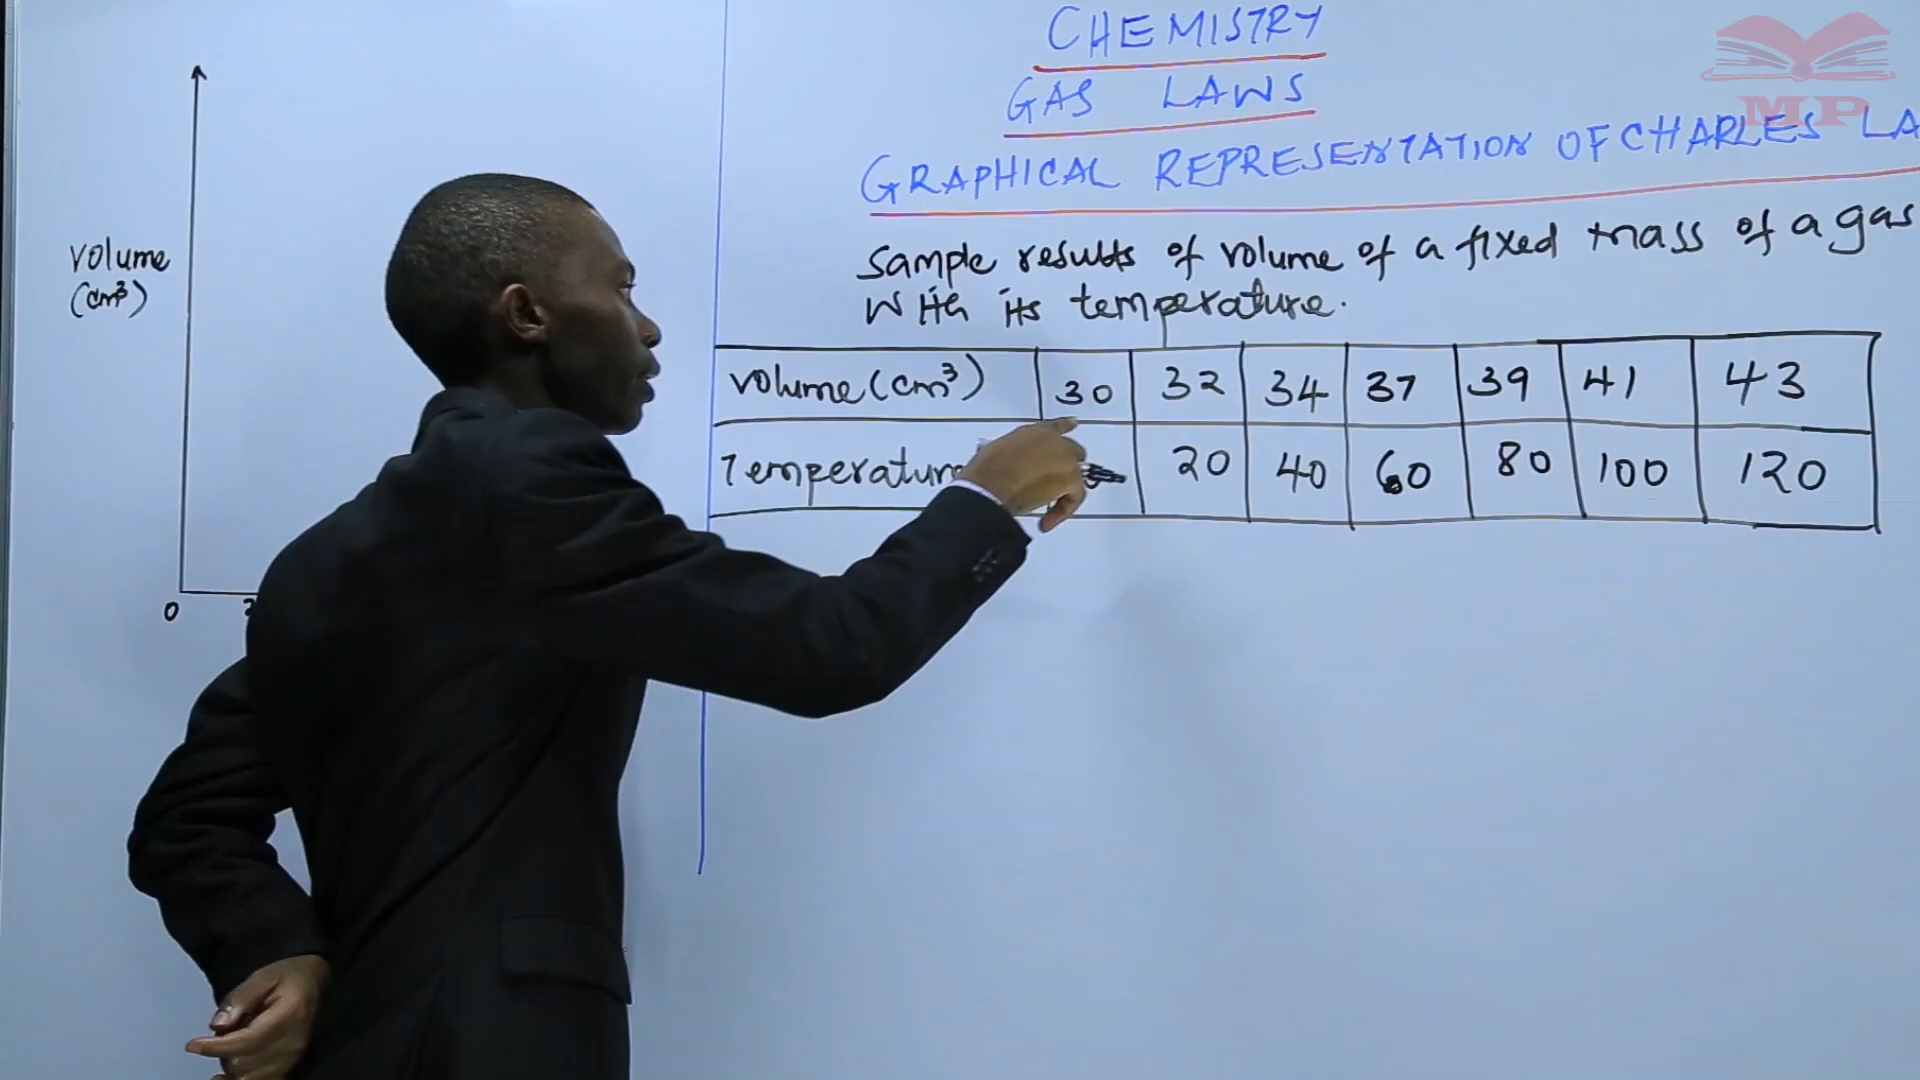 CHEMISTRY
GAS LAWS
GRAPHICAL REPRESENTATION OF CHARLES LA
MP
Sample results of volume of a fixed mass of a gas
with its temperature.
volume (cm³) 30 32 34 37 39 41 43
Temperatur 20 40 60 80 100 120
volume
(cm³)
0